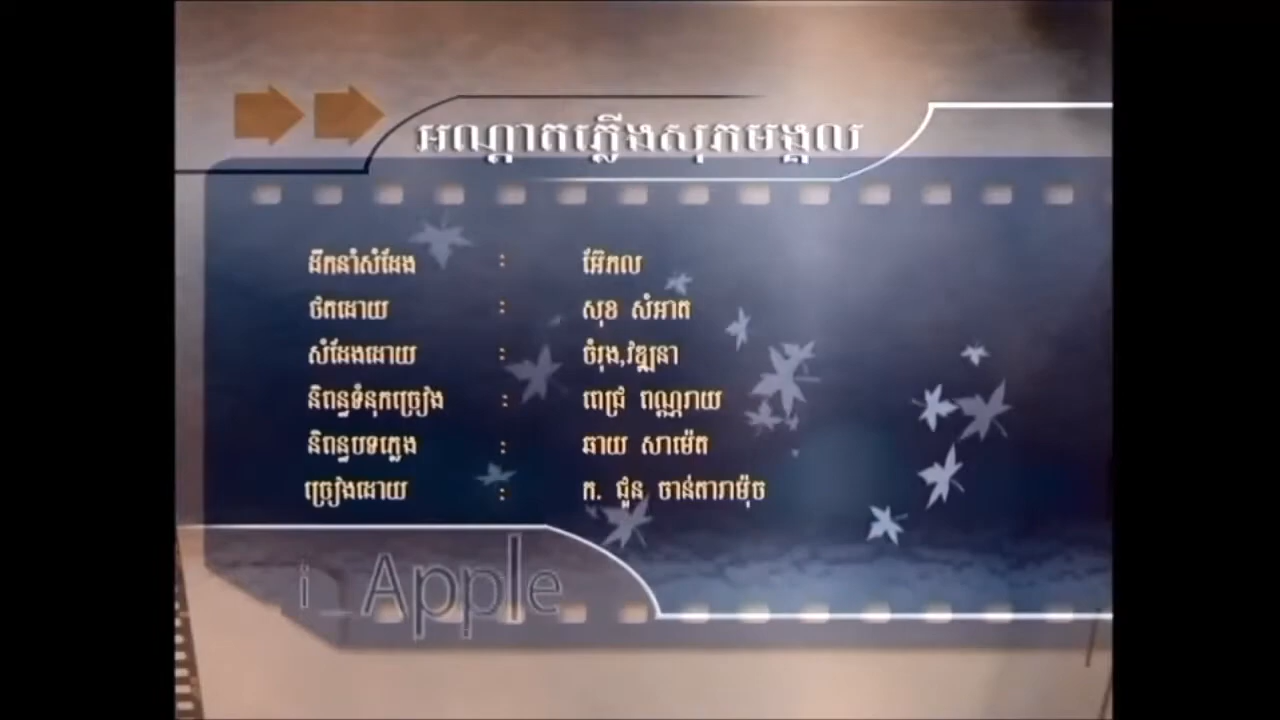 អណ្ដាតភ្លើងសុភមង្គល
ដឹកនាំសំដែង : អ៊ែភល
ថតដោយ : សុខ សំអាត
សំដែងដោយ : ចំរុង,វឌ្ឍនា
និពន្ធទំនុកច្រៀង : ពេជ្រ ពណ្ណរាយ
និពន្ធបទភ្លេង : ឆាយ សាម៉េត
ច្រៀងដោយ : ក. ជួន ចាន់តារាម៉ុច
i Apple